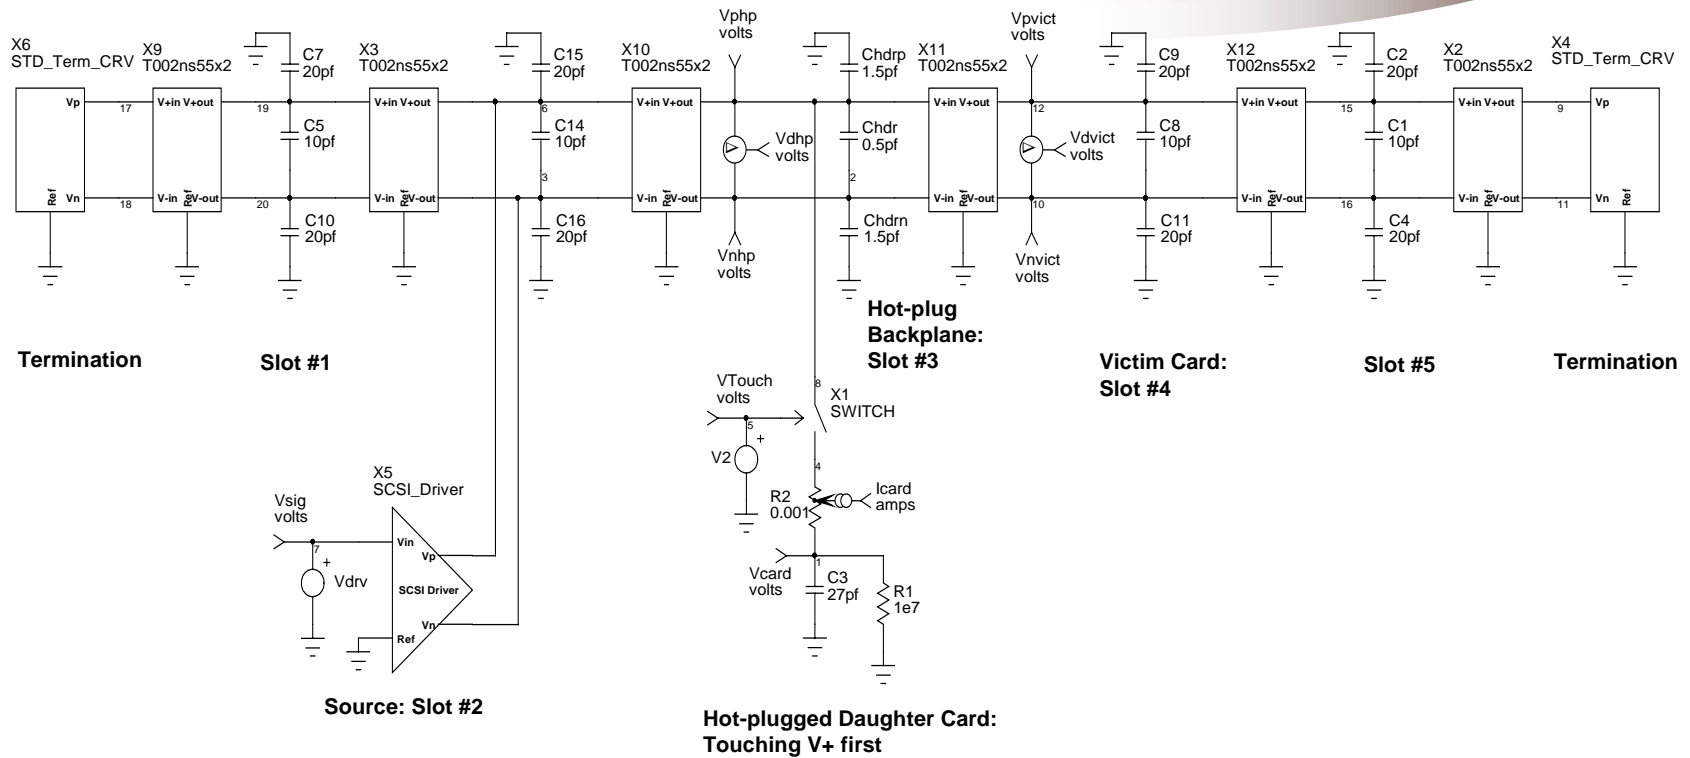 X6
STD_Term_CRV
Vp
Vn
Ref
17
18
X9
T002ns55x2
V+in V+out
V-in V-out
Ref
19
20
C7
20pf
C5
10pf
C10
20pf
X3
T002ns55x2
V+in V+out
V-in V-out
Ref
C15
20pf
6
C14
10pf
3
C16
20pf
X10
T002ns55x2
V+in V+out
V-in V-out
Ref
Vphp
volts
Vdhp
volts
Vnhp
volts
Chdrp
1.5pf
Chdr
0.5pf
2
Chdrn
1.5pf
X11
T002ns55x2
V+in V+out
V-in V-out
Ref
Vpvict
volts
12
Vdvict
volts
10
Vnvict
volts
C9
20pf
C8
10pf
C11
20pf
X12
T002ns55x2
V+in V+out
V-in V-out
Ref
15
16
C2
20pf
C1
10pf
C4
20pf
X2
T002ns55x2
V+in V+out
V-in V-out
Ref
9
11
X4
STD_Term_CRV
Vp
Vn
Ref
Termination
Slot #1
Hot-plug
Backplane:
Slot #3
Victim Card:
Slot #4
Slot #5
Termination
VTouch
volts
5
+
V2
8
X1
SWITCH
4
R2
0.001
Icard
amps
Vcard
volts
1
C3
27pf
R1
1e7
X5
SCSI_Driver
Vsig
volts
7
+
Vdrv
Vin
Vp
SCSI Driver
Vn
Ref
Source: Slot #2
Hot-plugged Daughter Card:
Touching V+ first